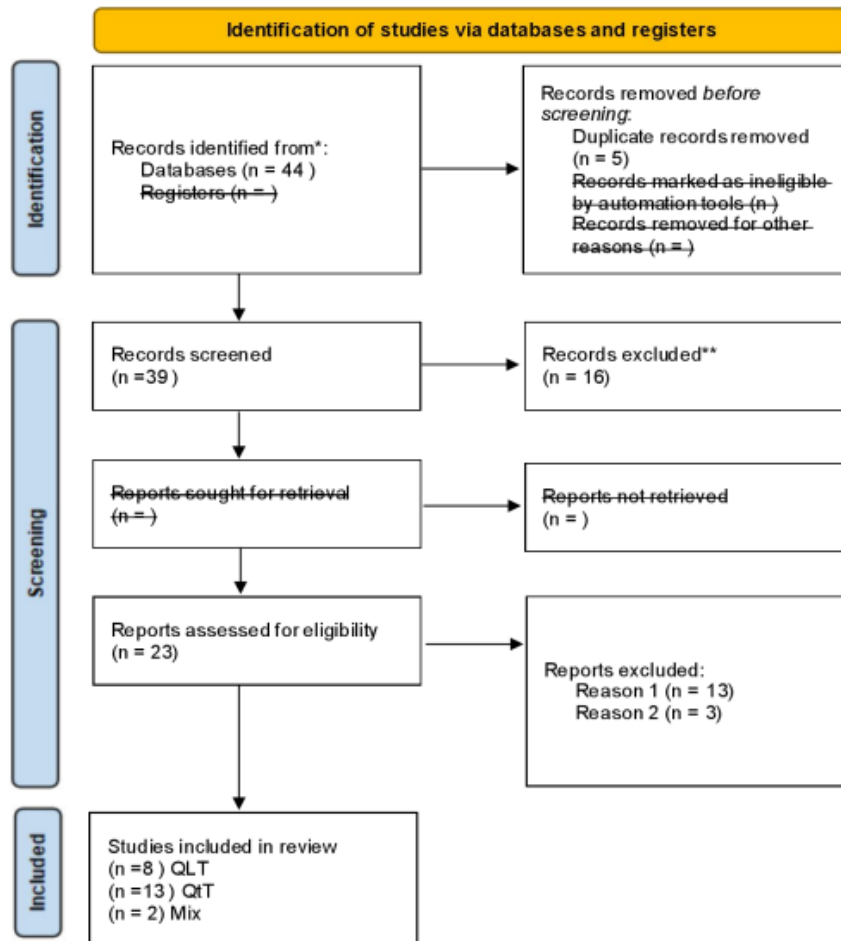 Identification of studies via databases and registers
Identification
Records identified from*:
Databases (n = 44 )
Registers (n = )
Records removed before
screening:
Duplicate records removed
(n = 5)
Records marked as ineligible
by automation tools (n )
Records removed for other
reasons (n = )
Screening
Records screened
(n =39 )
Records excluded**
(n = 16)
Reports sought for retrieval
(n = )
Reports not retrieved
(n = )
Reports assessed for eligibility
(n = 23)
Reports excluded:
Reason 1 (n = 13)
Reason 2 (n = 3)
Included
Studies included in review
(n =8 ) QLT
(n =13 ) QtT
(n = 2) Mix